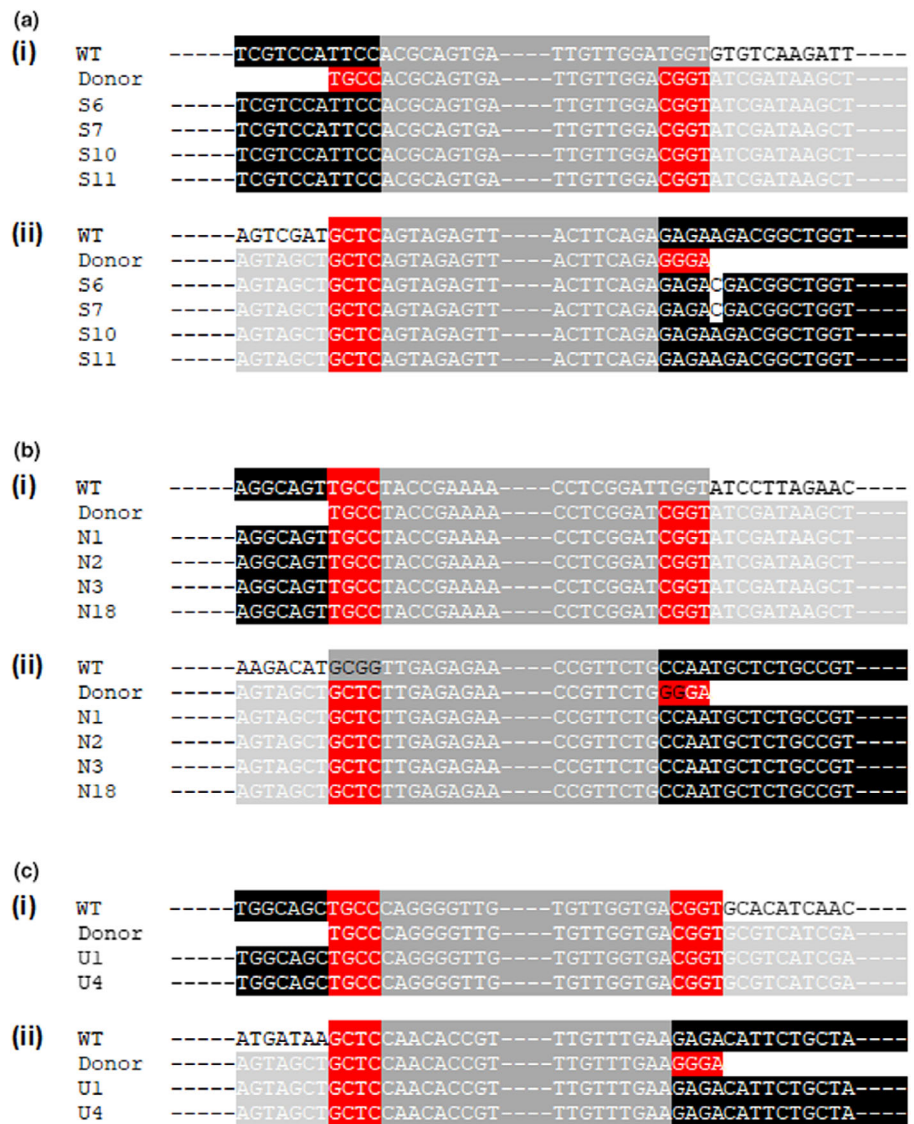 (a)
(i) WT -----TCGTCCATTCCACGCAGTGA----TTGTTGGATGGTGTGTCAAGATT----
Donor TGCCACGCAGTGA----TTGTTGGACGGTATCGATAAGCT----
S6 -----TCGTCCATTCCACGCAGTGA----TTGTTGGACGGTATCGATAAGCT----
S7 -----TCGTCCATTCCACGCAGTGA----TTGTTGGACGGTATCGATAAGCT----
S10 -----TCGTCCATTCCACGCAGTGA----TTGTTGGACGGTATCGATAAGCT----
S11 -----TCGTCCATTCCACGCAGTGA----TTGTTGGACGGTATCGATAAGCT----
(ii) WT -----AGTCGATGCTCAGTAGAGTT----ACTTCAGAGAGAAGACGGCTGGT----
Donor -----AGTAGCTGCTCAGTAGAGTT----ACTTCAGAGGGA
S6 -----AGTAGCTGCTCAGTAGAGTT----ACTTCAGAGAGACGACGGCTGGT----
S7 -----AGTAGCTGCTCAGTAGAGTT----ACTTCAGAGAGACGACGGCTGGT----
S10 -----AGTAGCTGCTCAGTAGAGTT----ACTTCAGAGAGAAGACGGCTGGT----
S11 -----AGTAGCTGCTCAGTAGAGTT----ACTTCAGAGAGAAGACGGCTGGT----
(b)
(i) WT -----AGGCAGTTGCCTACCGAAAA----CCTCGGATTGGTATCCTTAGAAC----
Donor TGCCTACCGAAAA----CCTCGGATCGGTATCGATAAGCT----
N1 -----AGGCAGTTGCCTACCGAAAA----CCTCGGATCGGTATCGATAAGCT----
N2 -----AGGCAGTTGCCTACCGAAAA----CCTCGGATCGGTATCGATAAGCT----
N3 -----AGGCAGTTGCCTACCGAAAA----CCTCGGATCGGTATCGATAAGCT----
N18 -----AGGCAGTTGCCTACCGAAAA----CCTCGGATCGGTATCGATAAGCT----
(ii) WT -----AAGACATGCGGTTGAGAGAA----CCGTTCTGCCAATGCTCTGCCGT----
Donor -----AGTAGCTGCTCTTGAGAGAA----CCGTTCTGGGGA
N1 -----AGTAGCTGCTCTTGAGAGAA----CCGTTCTGCCAATGCTCTGCCGT----
N2 -----AGTAGCTGCTCTTGAGAGAA----CCGTTCTGCCAATGCTCTGCCGT----
N3 -----AGTAGCTGCTCTTGAGAGAA----CCGTTCTGCCAATGCTCTGCCGT----
N18 -----AGTAGCTGCTCTTGAGAGAA----CCGTTCTGCCAATGCTCTGCCGT----
(c)
(i) WT -----TGGCAGCTGCCCAGGGGTTG----TGTTGGTGACGGTGCACATCAAC----
Donor TGCCCAGGGGTTG----TGTTGGTGACGGTGCGTCATCGA----
U1 -----TGGCAGCTGCCCAGGGGTTG----TGTTGGTGACGGTGCGTCATCGA----
U4 -----TGGCAGCTGCCCAGGGGTTG----TGTTGGTGACGGTGCGTCATCGA----
(ii) WT -----ATGATAAGCTCCAACACCGT----TTGTTTGAAGAGACATTCTGCTA----
Donor -----AGTAGCTGCTCCAACACCGT----TTGTTTGAAGGGA
U1 -----AGTAGCTGCTCCAACACCGT----TTGTTTGAAGAGACATTCTGCTA----
U4 -----AGTAGCTGCTCCAACACCGT----TTGTTTGAAGAGACATTCTGCTA----